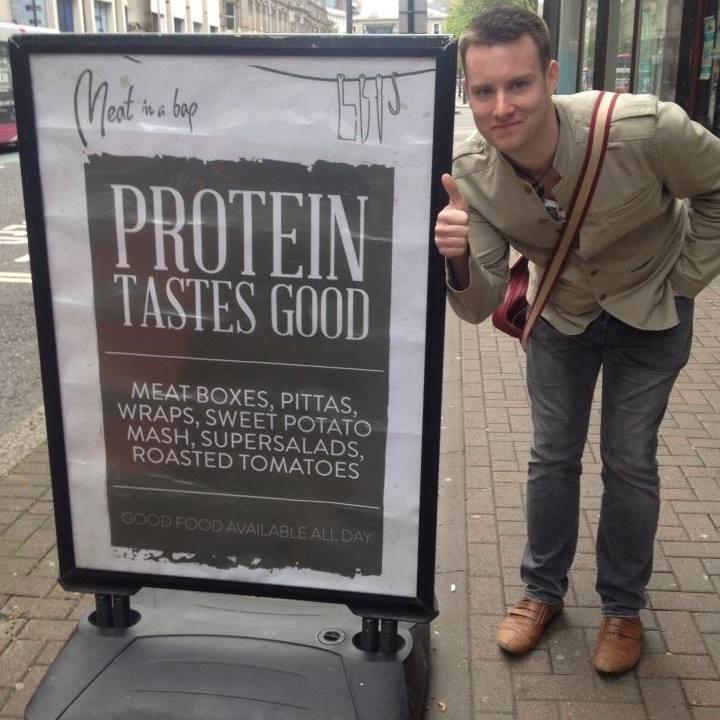 Meat in a bap
PROTEIN
TASTES GOOD
MEAT BOXES, PITTAS,
WRAPS, SWEET POTATO
MASH, SUPERSALADS,
ROASTED TOMATOES
GOOD FOOD AVAILABLE ALL DAY